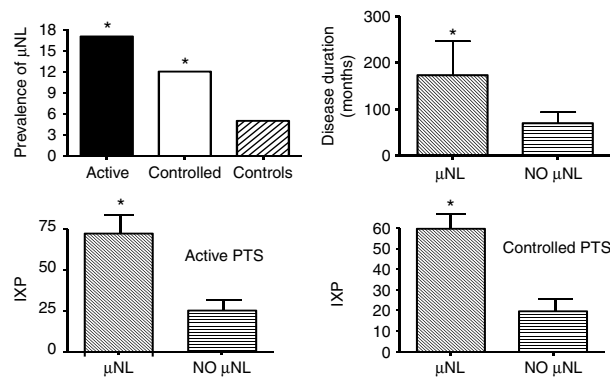 Prevalence of μNL
18
15
12
9
6
3
0
*
*
Active
Controlled
Controls
Disease duration
(months)
300
200
100
0
*
μNL
NO μNL
IXP
75
50
25
0
*
Active PTS
μNL
NO μNL
IXP
60
50
40
30
20
10
0
*
Controlled PTS
μNL
NO μNL